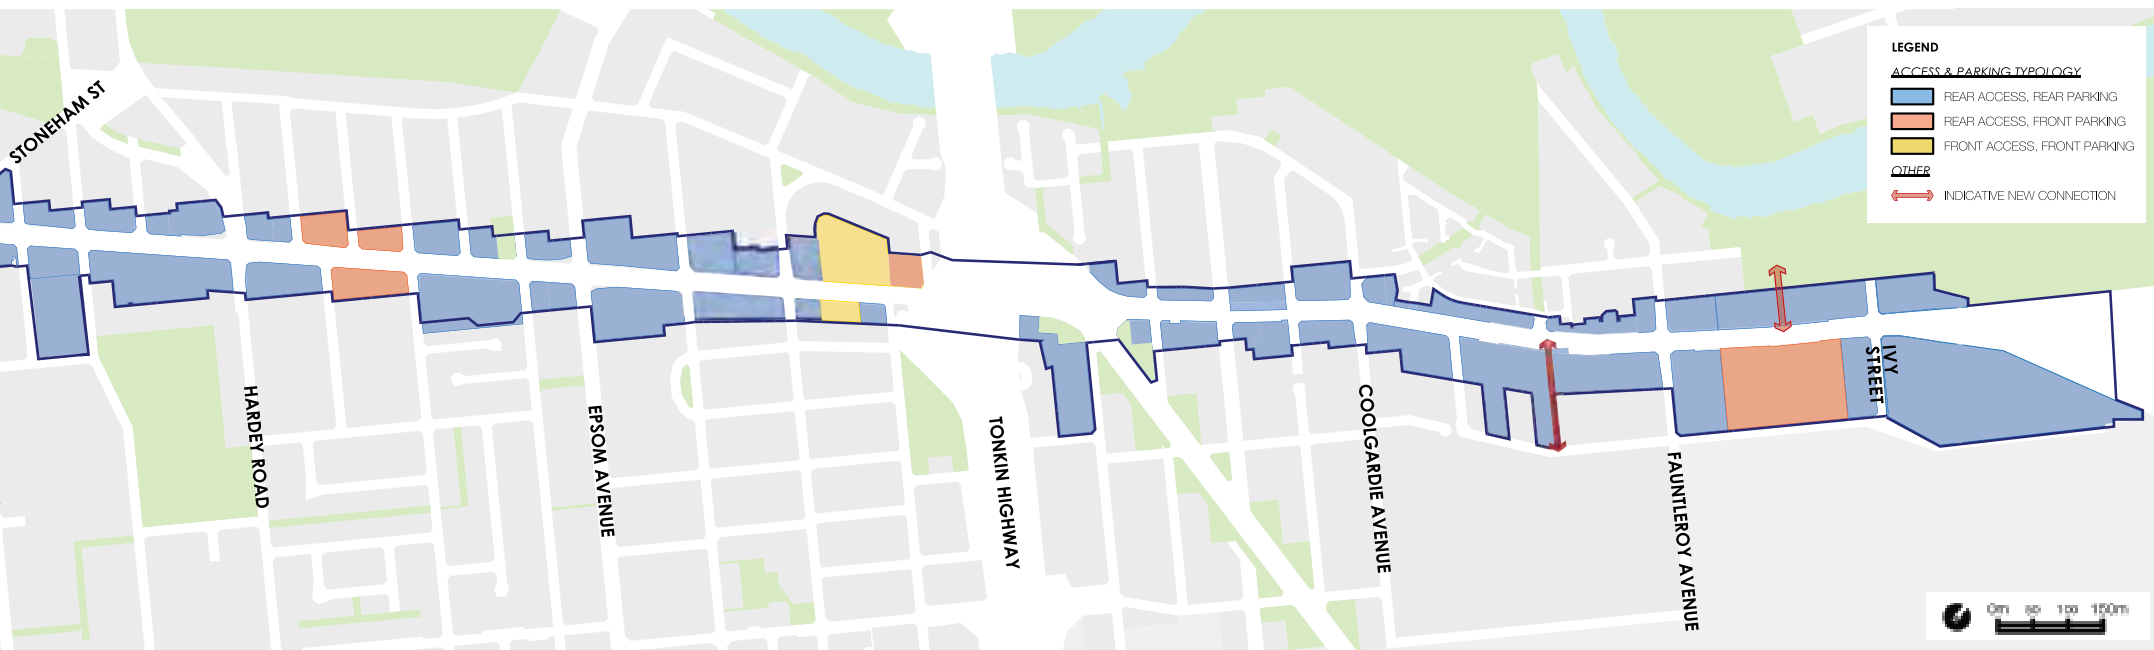 STONEHAM ST
HARDEY ROAD
EPSOM AVENUE
TONKIN HIGHWAY
COOLGARDIE AVENUE
FAUNTLEROY AVENUE
IVY
STREET
LEGEND
ACCESS & PARKING TYPOLOGY
REAR ACCESS, REAR PARKING
REAR ACCESS, FRONT PARKING
FRONT ACCESS, FRONT PARKING
OTHER
INDICATIVE NEW CONNECTION
0m 50 100 150m